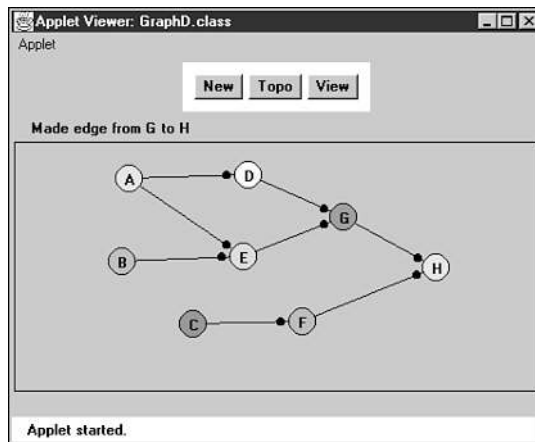 Applet Viewer: GraphD.class
Applet
New Topo View
Made edge from G to H
A
D
G
B
E
H
C
F
Applet started.